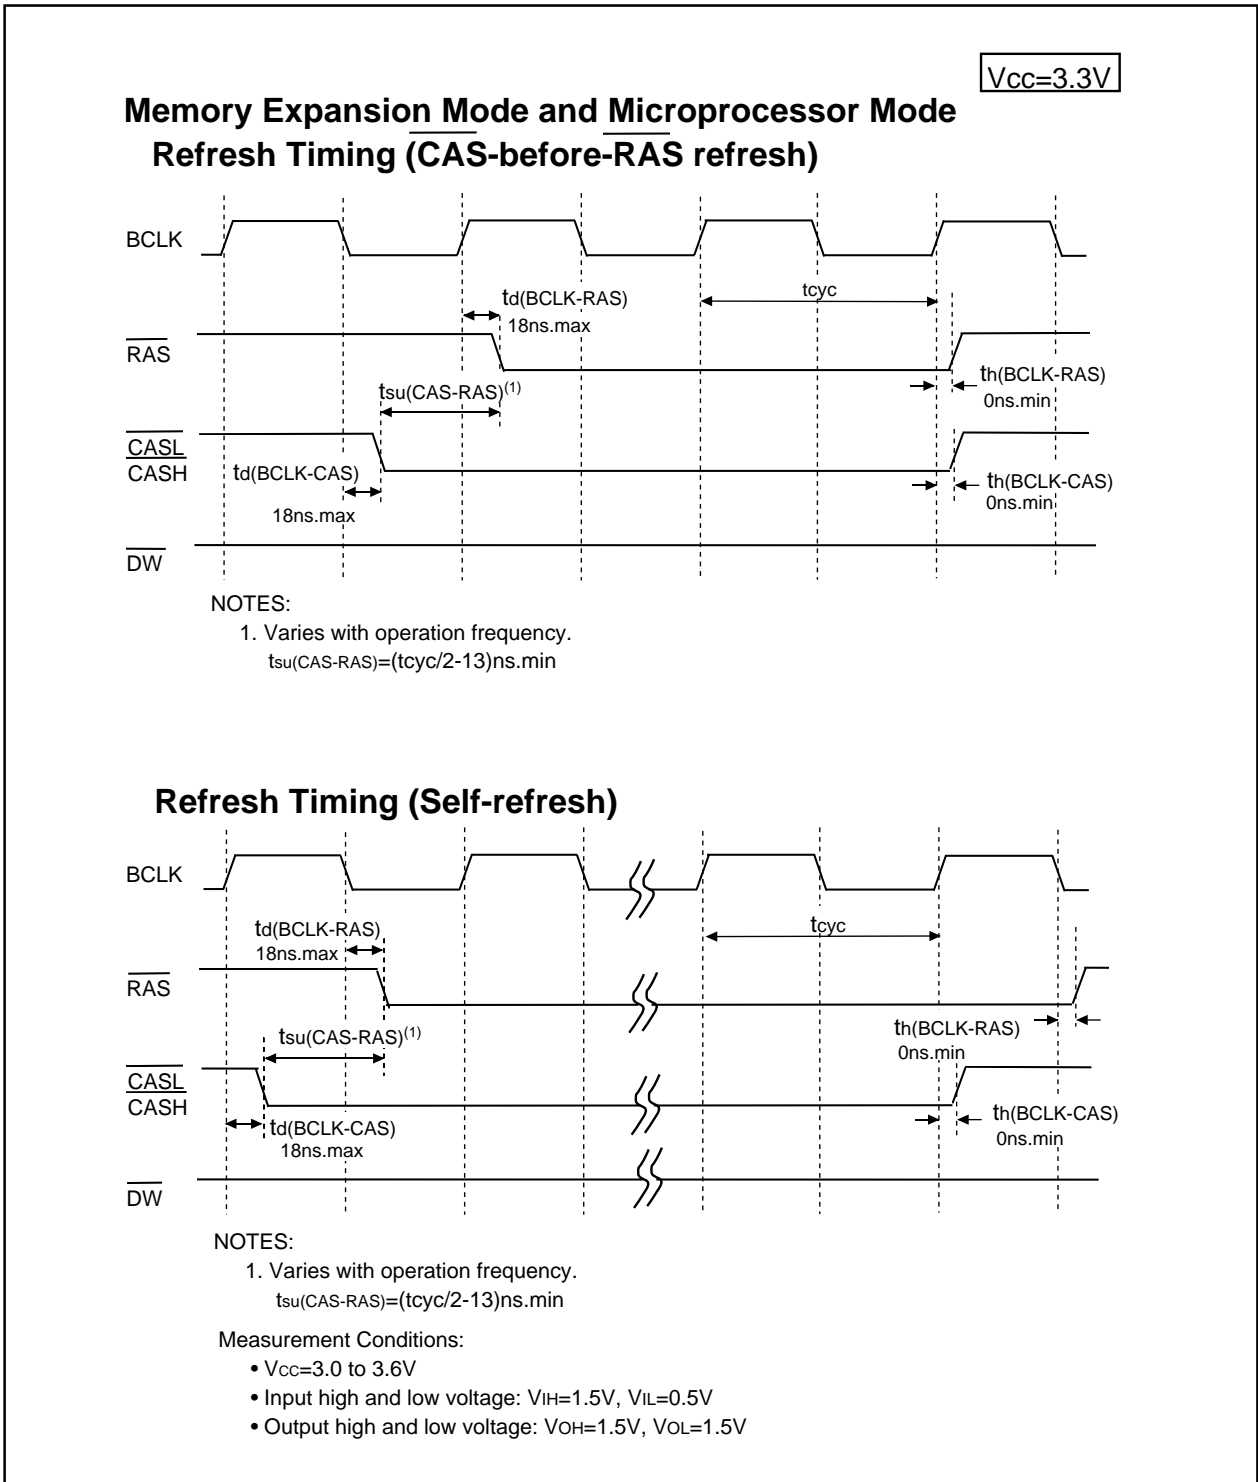 Vcc=3.3V
Memory Expansion Mode and Microprocessor Mode
Refresh Timing (CAS-before-RAS refresh)
BCLK
td(BCLK-RAS)
18ns.max
tcyc
RAS
th(BCLK-RAS)
0ns.min
tsu(CAS-RAS)(1)
CASL
CASH
td(BCLK-CAS)
18ns.max
th(BCLK-CAS)
0ns.min
DW
NOTES:
1. Varies with operation frequency.
tsu(CAS-RAS)=(tcyc/2-13)ns.min
Refresh Timing (Self-refresh)
BCLK
td(BCLK-RAS)
18ns.max
tcyc
RAS
tsu(CAS-RAS)(1)
th(BCLK-RAS)
0ns.min
CASL
CASH
td(BCLK-CAS)
18ns.max
th(BCLK-CAS)
0ns.min
DW
NOTES:
1. Varies with operation frequency.
tsu(CAS-RAS)=(tcyc/2-13)ns.min
Measurement Conditions:
• VCC=3.0 to 3.6V
• Input high and low voltage: VIH=1.5V, VIL=0.5V
• Output high and low voltage: VOH=1.5V, VOL=1.5V